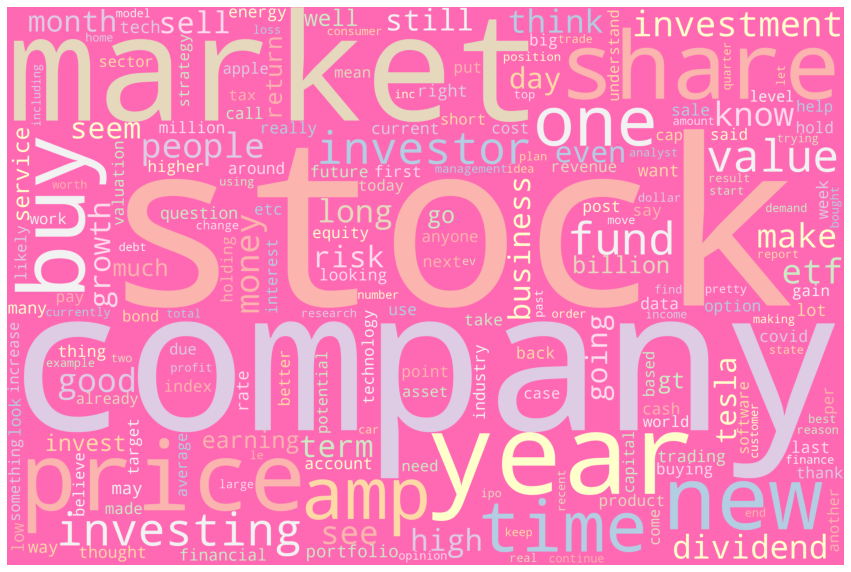 month
model
tech
sell
energy
loss
well
consumer
still
think
big
trade
understand
investment
home
market
share
including
sector
strategy
apple
return
mean
position
put
inc
right
top
day
quarter
let
tax
call
million
really
current
short
cost
one
sale
level
amount
help
trying
hold
know
cap
said
seem
people
investor
management
idea
plan
even
analyst
want
value
service
buy
valuation
higher
around
future
first
today
revenue
result
start
worth
using
work
question
etc
long
go
post
say
dollar
week
bought
demand
likely
growth
debt
change
holding
money
interest
equity
anyone
business
move
fund
make
much
risk
looking
next
ev
past
billion
report
etf
stock
many
pay
bond
number
find
pretty
gain
currently
total
research
use
take
order
data
income
option
lot
making
company
thing
example
two
due
profit
technology
back
going
covid
state
something
look
increase
good
already
index
rate
better
potential
point
asset
industry
case
based
gt
cash
world
tesla
software
per
customer
best
reason
invest
earning
term
year
capital
trading
last
finance
believe
target
average
car
le
account
need
buying
thank
price
large
amp
ipo
recent
product
come
another
low
may
made
investing
see
high
time
new
end
way
thought
financial
portfolio
opinion
keep
real
continue
dividend